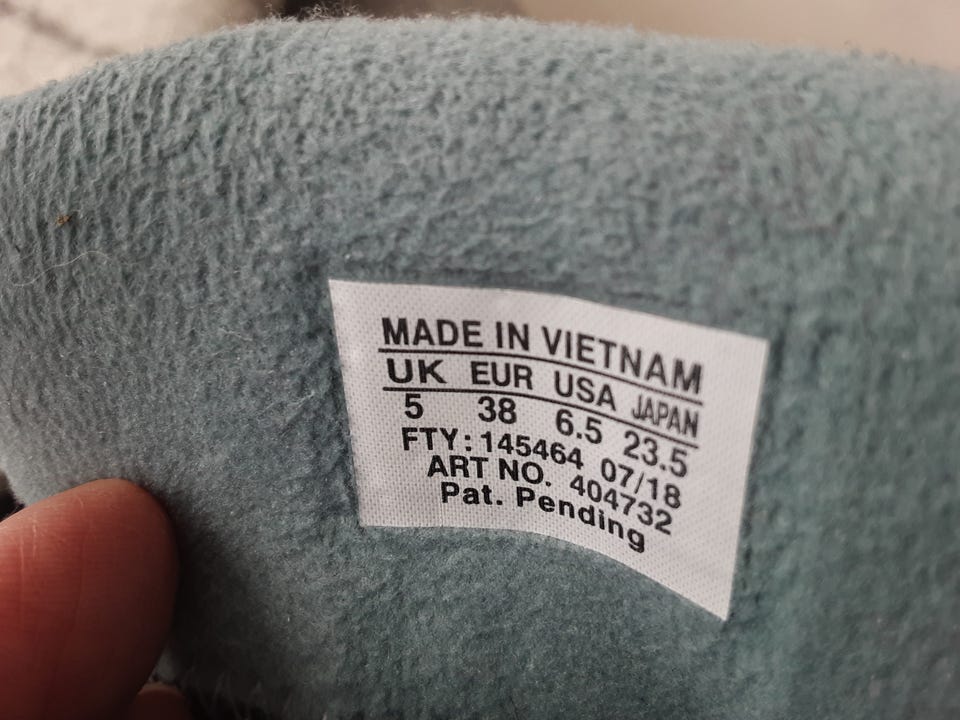 MADE IN VIETNAM
UK EUR USA JAPAN
5 38 6.5 23.5
FTY: 145464 07/18
ART NO. 404732
Pat. Pending